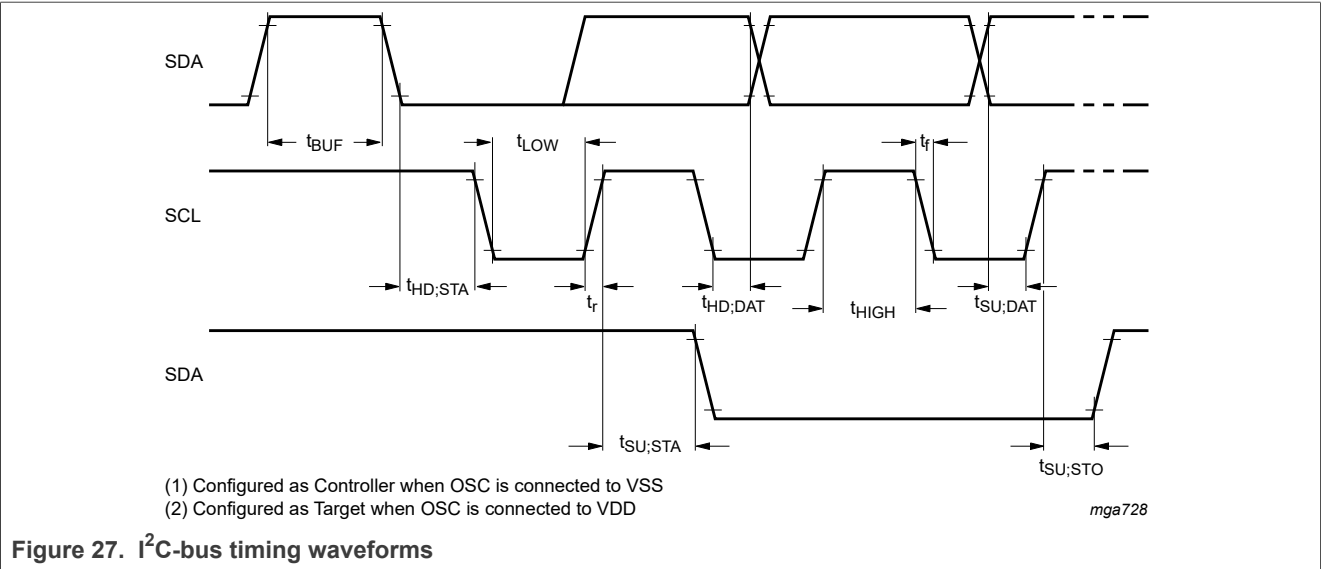 SDA
tBUF
tLOW
tf
SCL
tHD;STA
tr
tHD;DAT
tHIGH
tSU;DAT
SDA
tSU;STA
tSU;STO
(1) Configured as Controller when OSC is connected to VSS
(2) Configured as Target when OSC is connected to VDD
mga728
Figure 27. I²C-bus timing waveforms